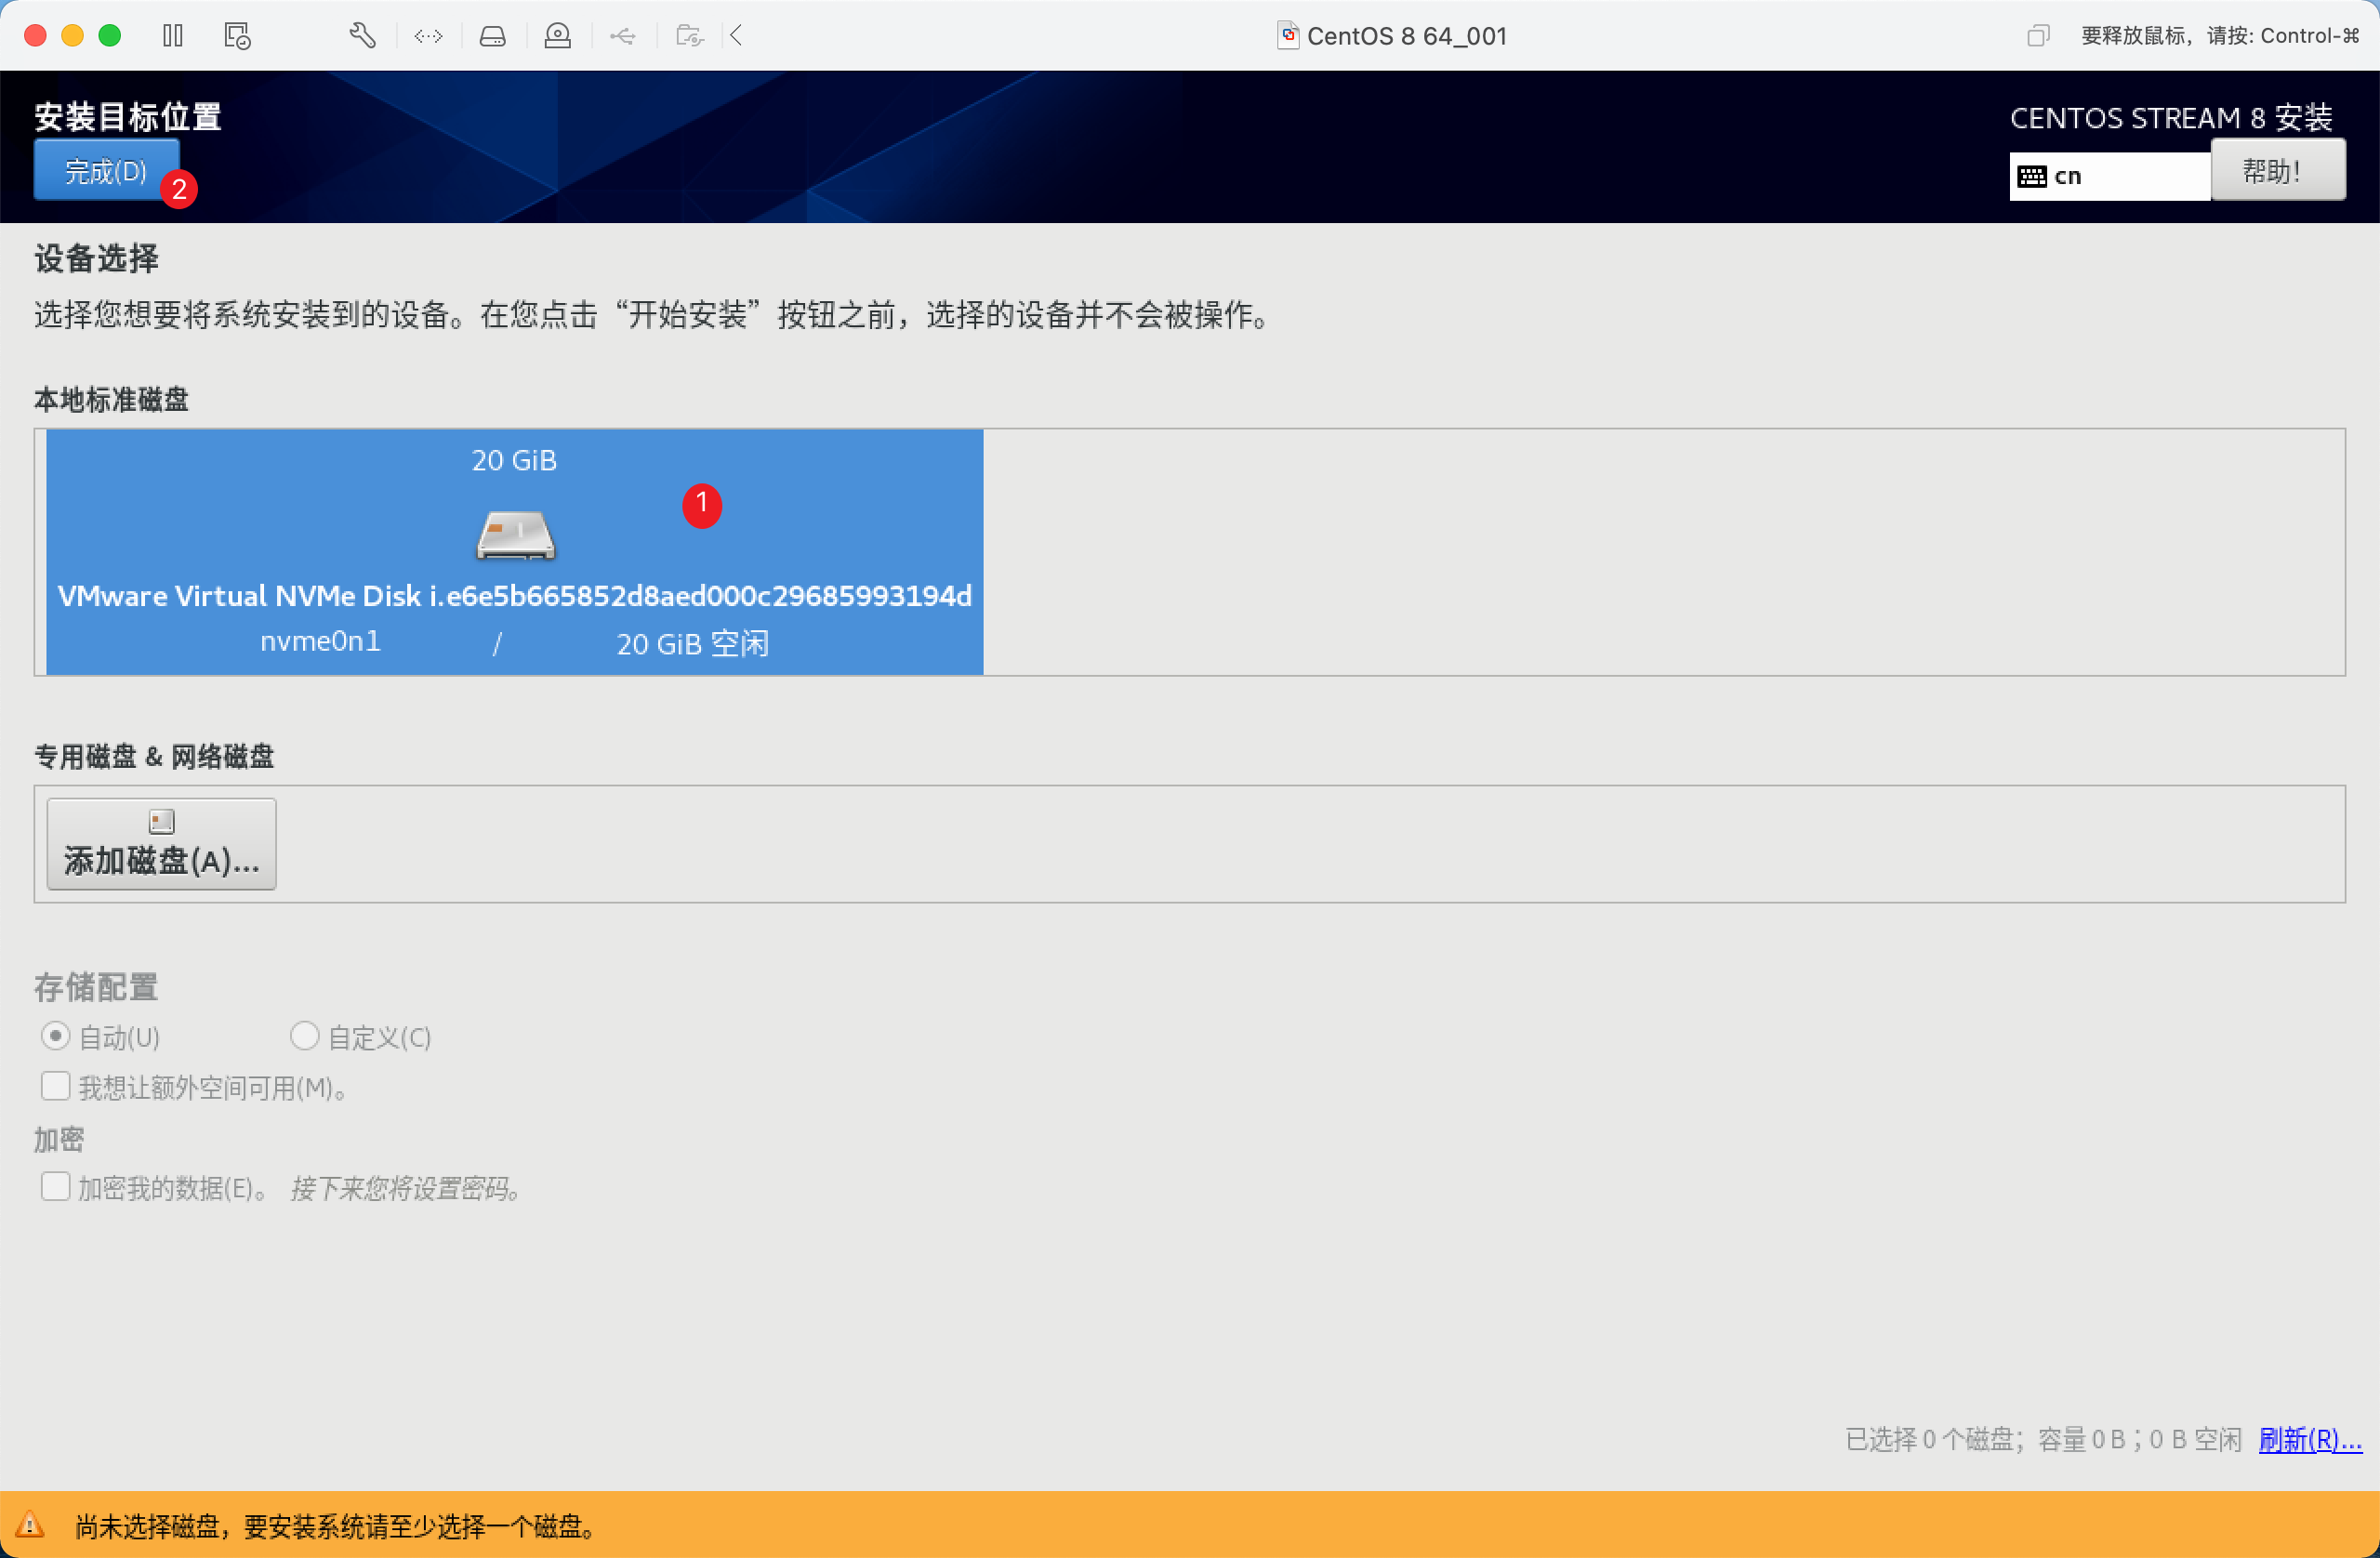 CentOS 8 64_001
要释放鼠标，请按: Control-⌘
安装目标位置
CENTOS STREAM 8 安装
完成(D)
2
cn
帮助！
设备选择
选择您想要将系统安装到的设备。在您点击“开始安装”按钮之前，选择的设备并不会被操作。
本地标准磁盘
20 GiB
1
VMware Virtual NVMe Disk i.e6e5b665852d8aed000c29685993194d
nvme0n1 / 20 GiB 空闲
专用磁盘 & 网络磁盘
添加磁盘(A)...
存储配置
自动(U) 自定义(C)
我想让额外空间可用(M)。
加密
加密我的数据(E)。 接下来您将设置密码。
已选择 0 个磁盘；容量 0 B；0 B 空闲 刷新(R)...
尚未选择磁盘，要安装系统请至少选择一个磁盘。